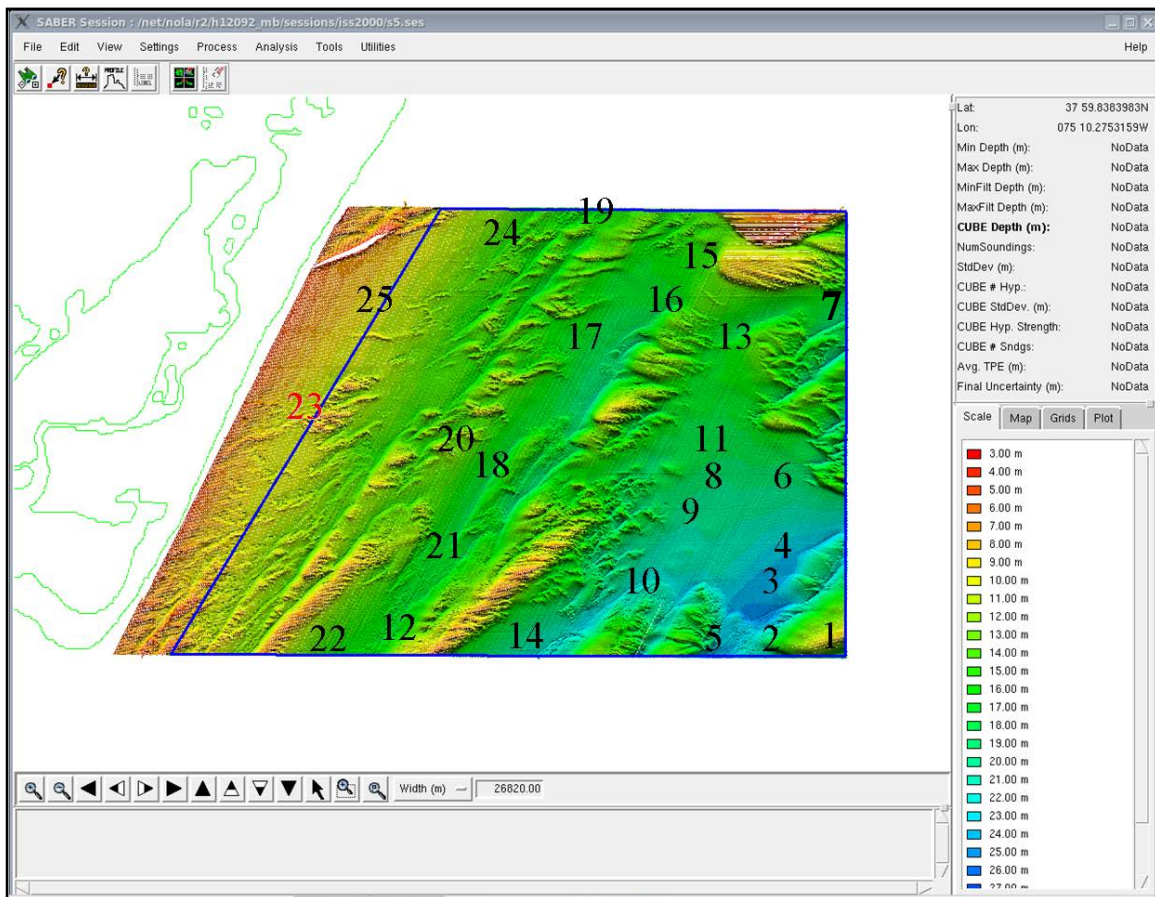 SABER Session : /net/nola/r2/h12092_mb/sessions/iss2000/s5.ses
File Edit View Settings Process Analysis Tools Utilities Help
PROFILE
Lat: 37 59.8383983N
Lon: 075 10.2753159W
Min Depth (m): NoData
Max Depth (m): NoData
MinFilt Depth (m): NoData
MaxFilt Depth (m): NoData
CUBE Depth (m): NoData
NumSoundings: NoData
StdDev (m): NoData
CUBE # Hyp.: NoData
CUBE StdDev. (m): NoData
CUBE Hyp. Strength: NoData
CUBE # Sndgs: NoData
Avg. TPE (m): NoData
Final Uncertainty (m): NoData
Scale Map Grids Plot
3.00 m
4.00 m
5.00 m
6.00 m
7.00 m
8.00 m
9.00 m
10.00 m
11.00 m
12.00 m
13.00 m
14.00 m
15.00 m
16.00 m
17.00 m
18.00 m
19.00 m
20.00 m
21.00 m
22.00 m
23.00 m
24.00 m
25.00 m
26.00 m
27.00 m
19
24
15
25
16
7
17
13
23
20
11
18
8
6
9
21
4
10
3
22
12
14
5
2
1
Width (m) 26820.00